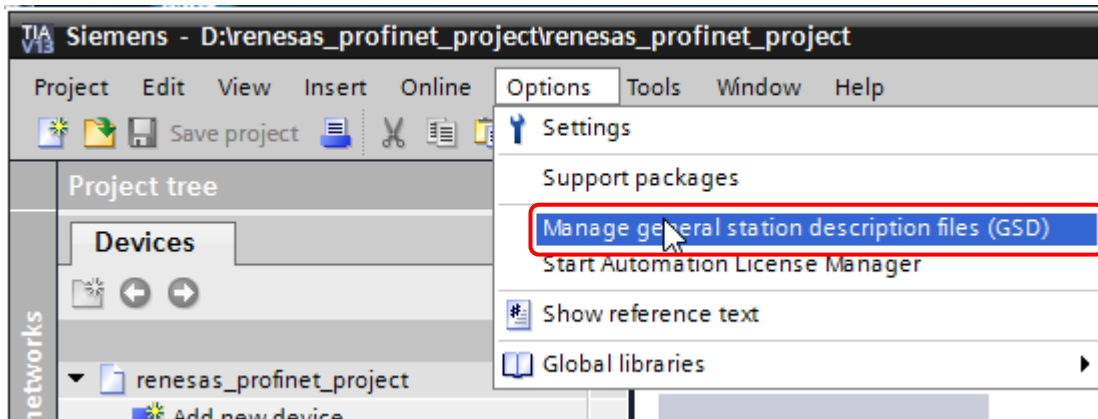 TIA V13 Siemens - D:\renesas_profinet_project\renesas_profinet_project
Project Edit View Insert Online Options Tools Window Help
Save project
Settings
Support packages
Manage general station description files (GSD)
Start Automation License Manager
Show reference text
Global libraries
Project tree
Devices
networks
renesas_profinet_project
Add new device